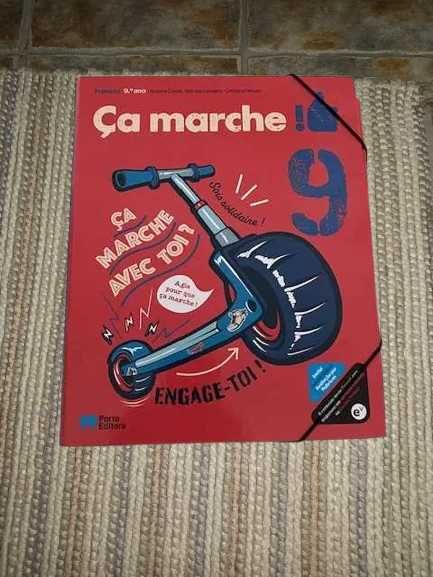 Francês 9.º ano
Ça marche !!
9
Sois solidaire !
ÇA
MARCHE
AVEC TOI ?
Agis
pour que
ça marche !
ENGAGE-TOI !
Porto
Editora